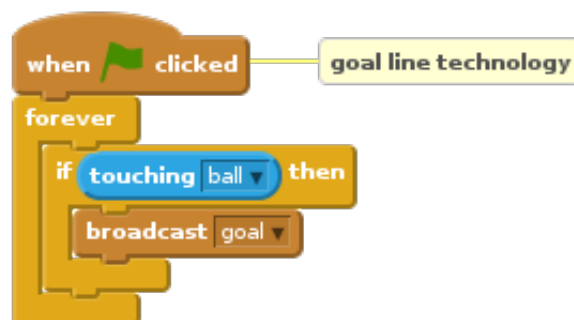 when clicked
goal line technology
forever
if touching ball then
broadcast goal